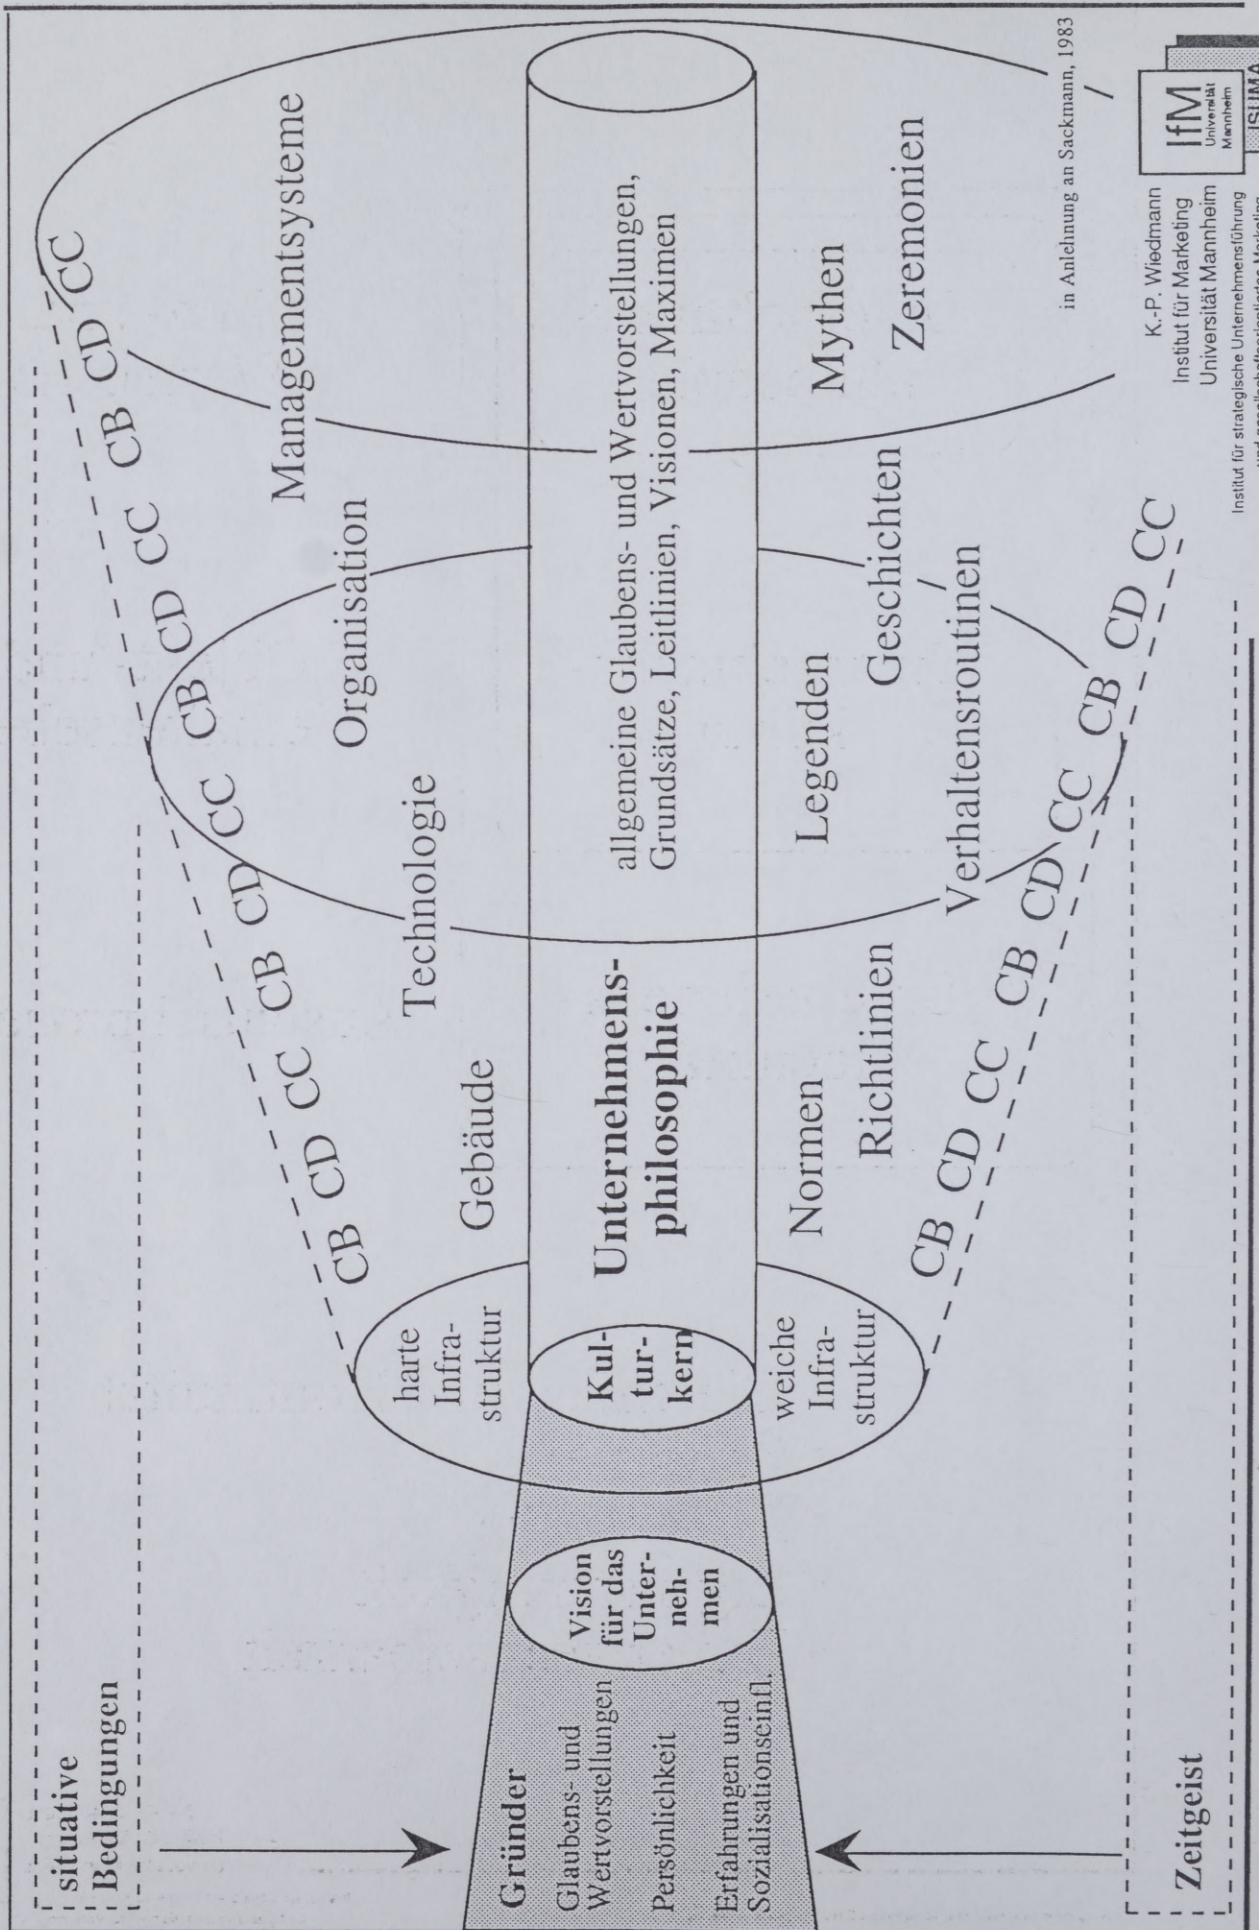 situative
Bedingungen
Gründer
Glaubens- und
Wertvorstellungen
Persönlichkeit
Erfahrungen und
Sozialisationseinfl.
Zeitgeist
Vision
für das
Unter-
neh-
men
harte
Infra-
struktur
Kul-
tur-
kern
weiche
Infra-
struktur
CB CD CC CB CD CC CB CD CC CB CD CC
Gebäude
Technologie
Organisation
Managementsysteme
Unternehmens-
philosophie
allgemeine Glaubens- und Wertvorstellungen,
Grundsätze, Leitlinien, Visionen, Maximen
Normen
Richtlinien
Legenden
Verhaltensroutinen
Geschichten
Mythen
Zeremonien
CB CD CC CB CD CC CB CD CC
in Anlehnung an Sackmann, 1983
K.-P. Wiedmann
Institut für Marketing
Universität Mannheim
IfM
Universität
Mannheim
ISUMA
Institut für strategische Unternehmensführung